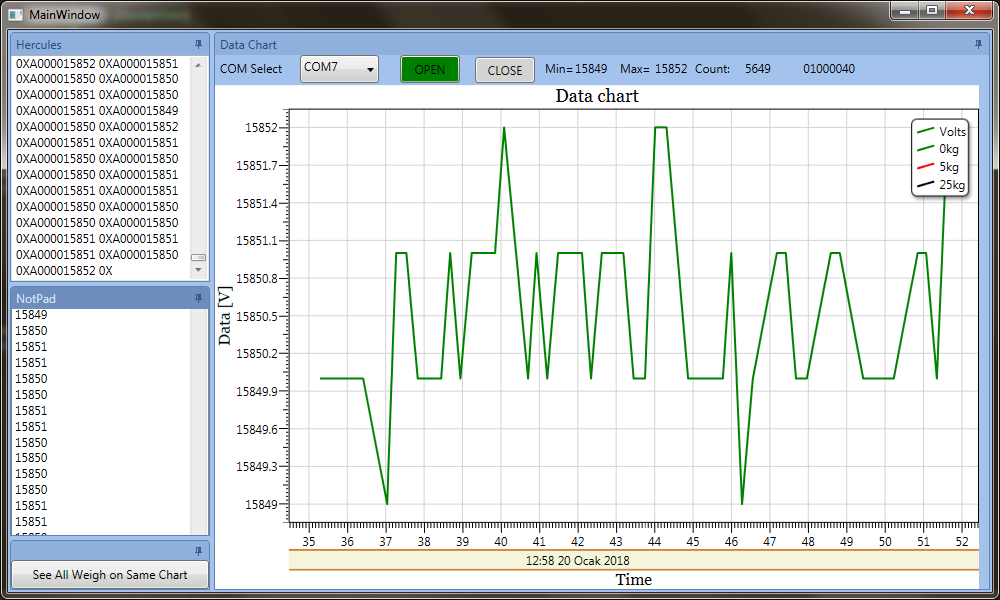 MainWindow
Hercules
0XA000015852 0XA000015851
0XA000015850 0XA000015850
0XA000015851 0XA000015850
0XA000015851 0XA000015849
0XA000015850 0XA000015852
0XA000015851 0XA000015851
0XA000015850 0XA000015850
0XA000015850 0XA000015851
0XA000015851 0XA000015851
0XA000015850 0XA000015850
0XA000015850 0XA000015850
0XA000015851 0XA000015851
0XA000015851 0XA000015850
0XA000015852 0X
NotPad
15849
15850
15851
15851
15850
15850
15851
15851
15850
15850
15850
15850
15851
15851
See All Weigh on Same Chart
Data Chart
COM Select COM7 OPEN CLOSE Min= 15849 Max= 15852 Count: 5649 01000040
Data chart
Volts
0kg
5kg
25kg
Data [V]
15852
15851.7
15851.4
15851.1
15850.8
15850.5
15850.2
15849.9
15849.6
15849.3
15849
35 36 37 38 39 40 41 42 43 44 45 46 47 48 49 50 51 52
12:58 20 Ocak 2018
Time